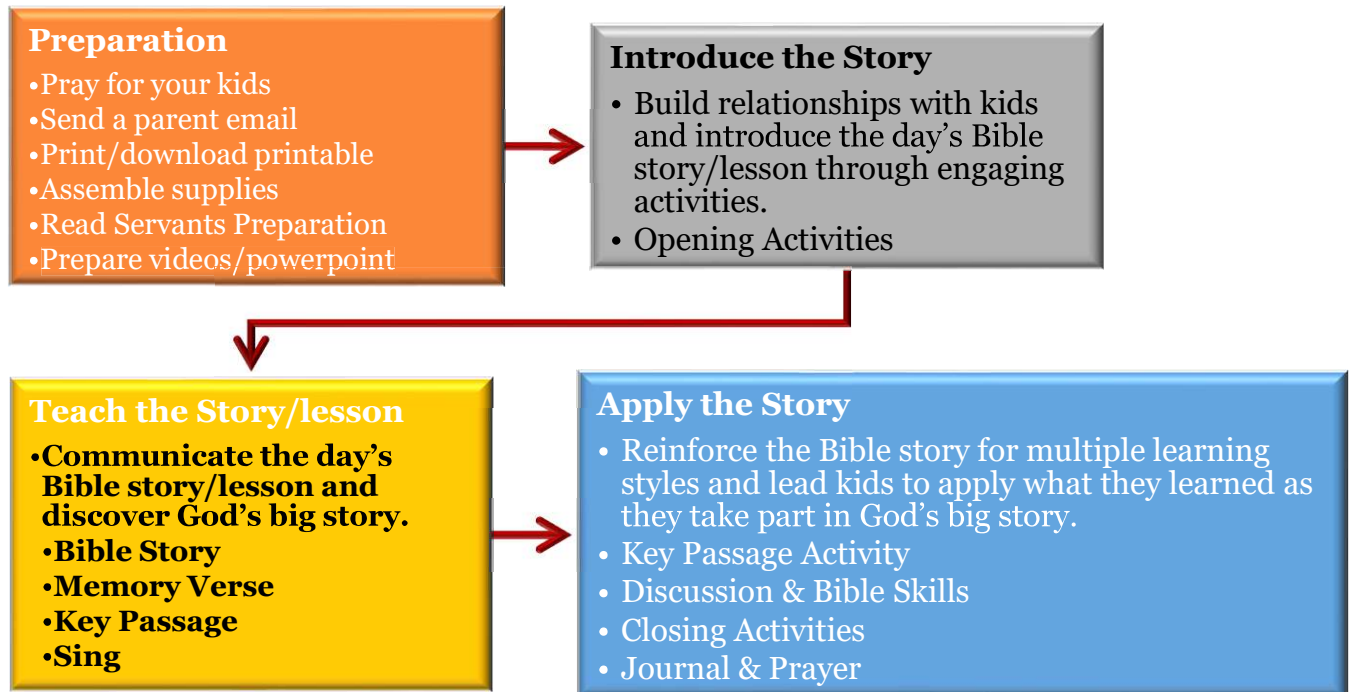 Preparation
•Pray for your kids
•Send a parent email
•Print/download printable
•Assemble supplies
•Read Servants Preparation
•Prepare videos/powerpoint
Introduce the Story
• Build relationships with kids
and introduce the day’s Bible
story/lesson through engaging
activities.
• Opening Activities
Teach the Story/lesson
•Communicate the day’s
Bible story/lesson and
discover God’s big story.
•Bible Story
•Memory Verse
•Key Passage
•Sing
Apply the Story
• Reinforce the Bible story for multiple learning
styles and lead kids to apply what they learned as
they take part in God’s big story.
• Key Passage Activity
• Discussion & Bible Skills
• Closing Activities
• Journal & Prayer